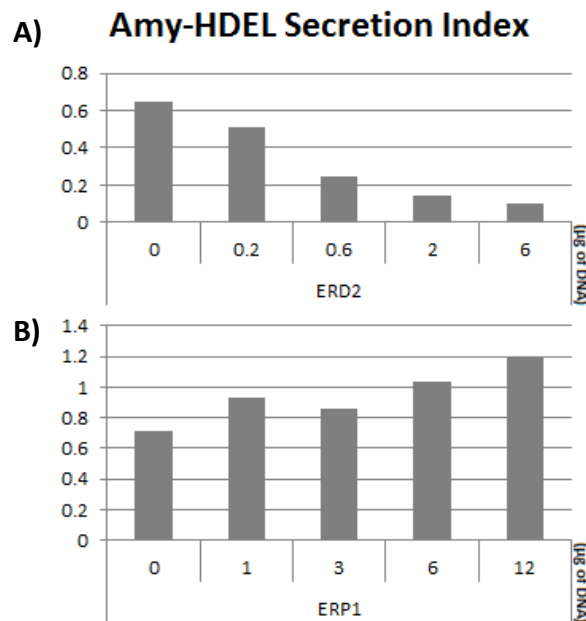 A) Amy-HDEL Secretion Index
0.8
0.6
0.4
0.2
0
0 0.2 0.6 2 6
ERD2
(µg of DNA)
B)
1.4
1.2
1
0.8
0.6
0.4
0.2
0
0 1 3 6 12
ERP1
(µg of DNA)